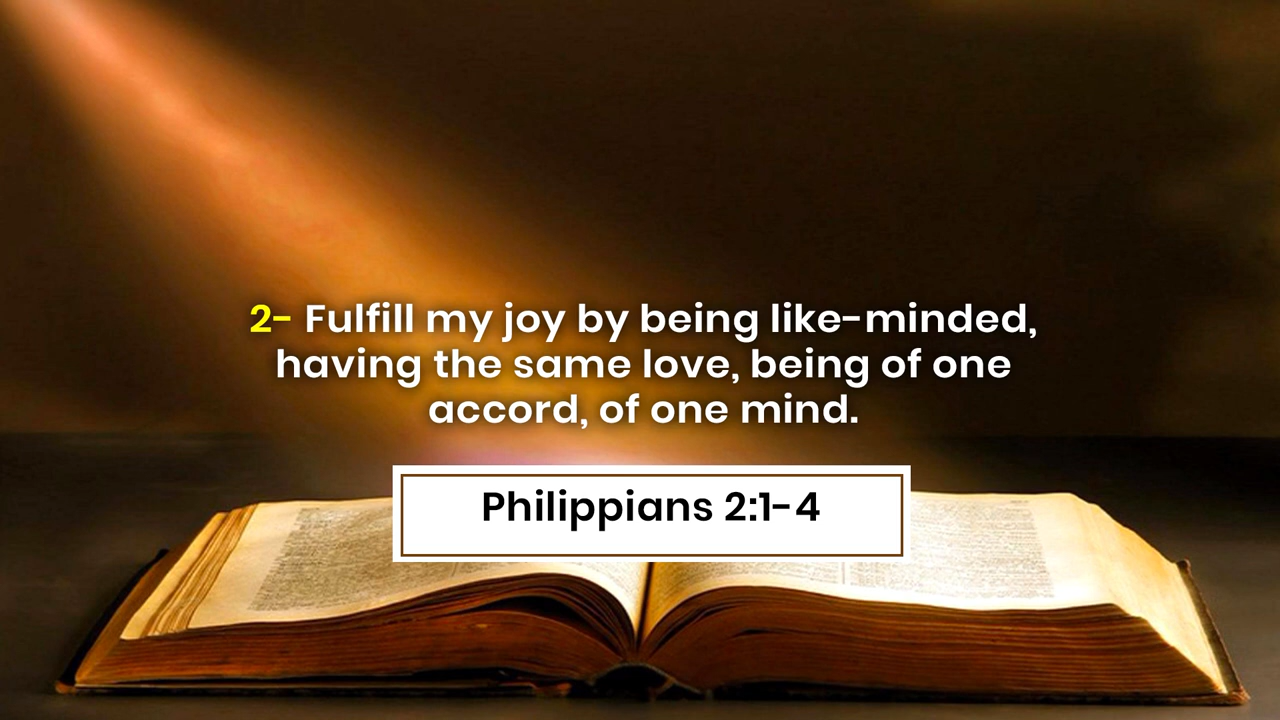 2- Fulfill my joy by being like-minded,
having the same love, being of one
accord, of one mind.
Philippians 2:1-4